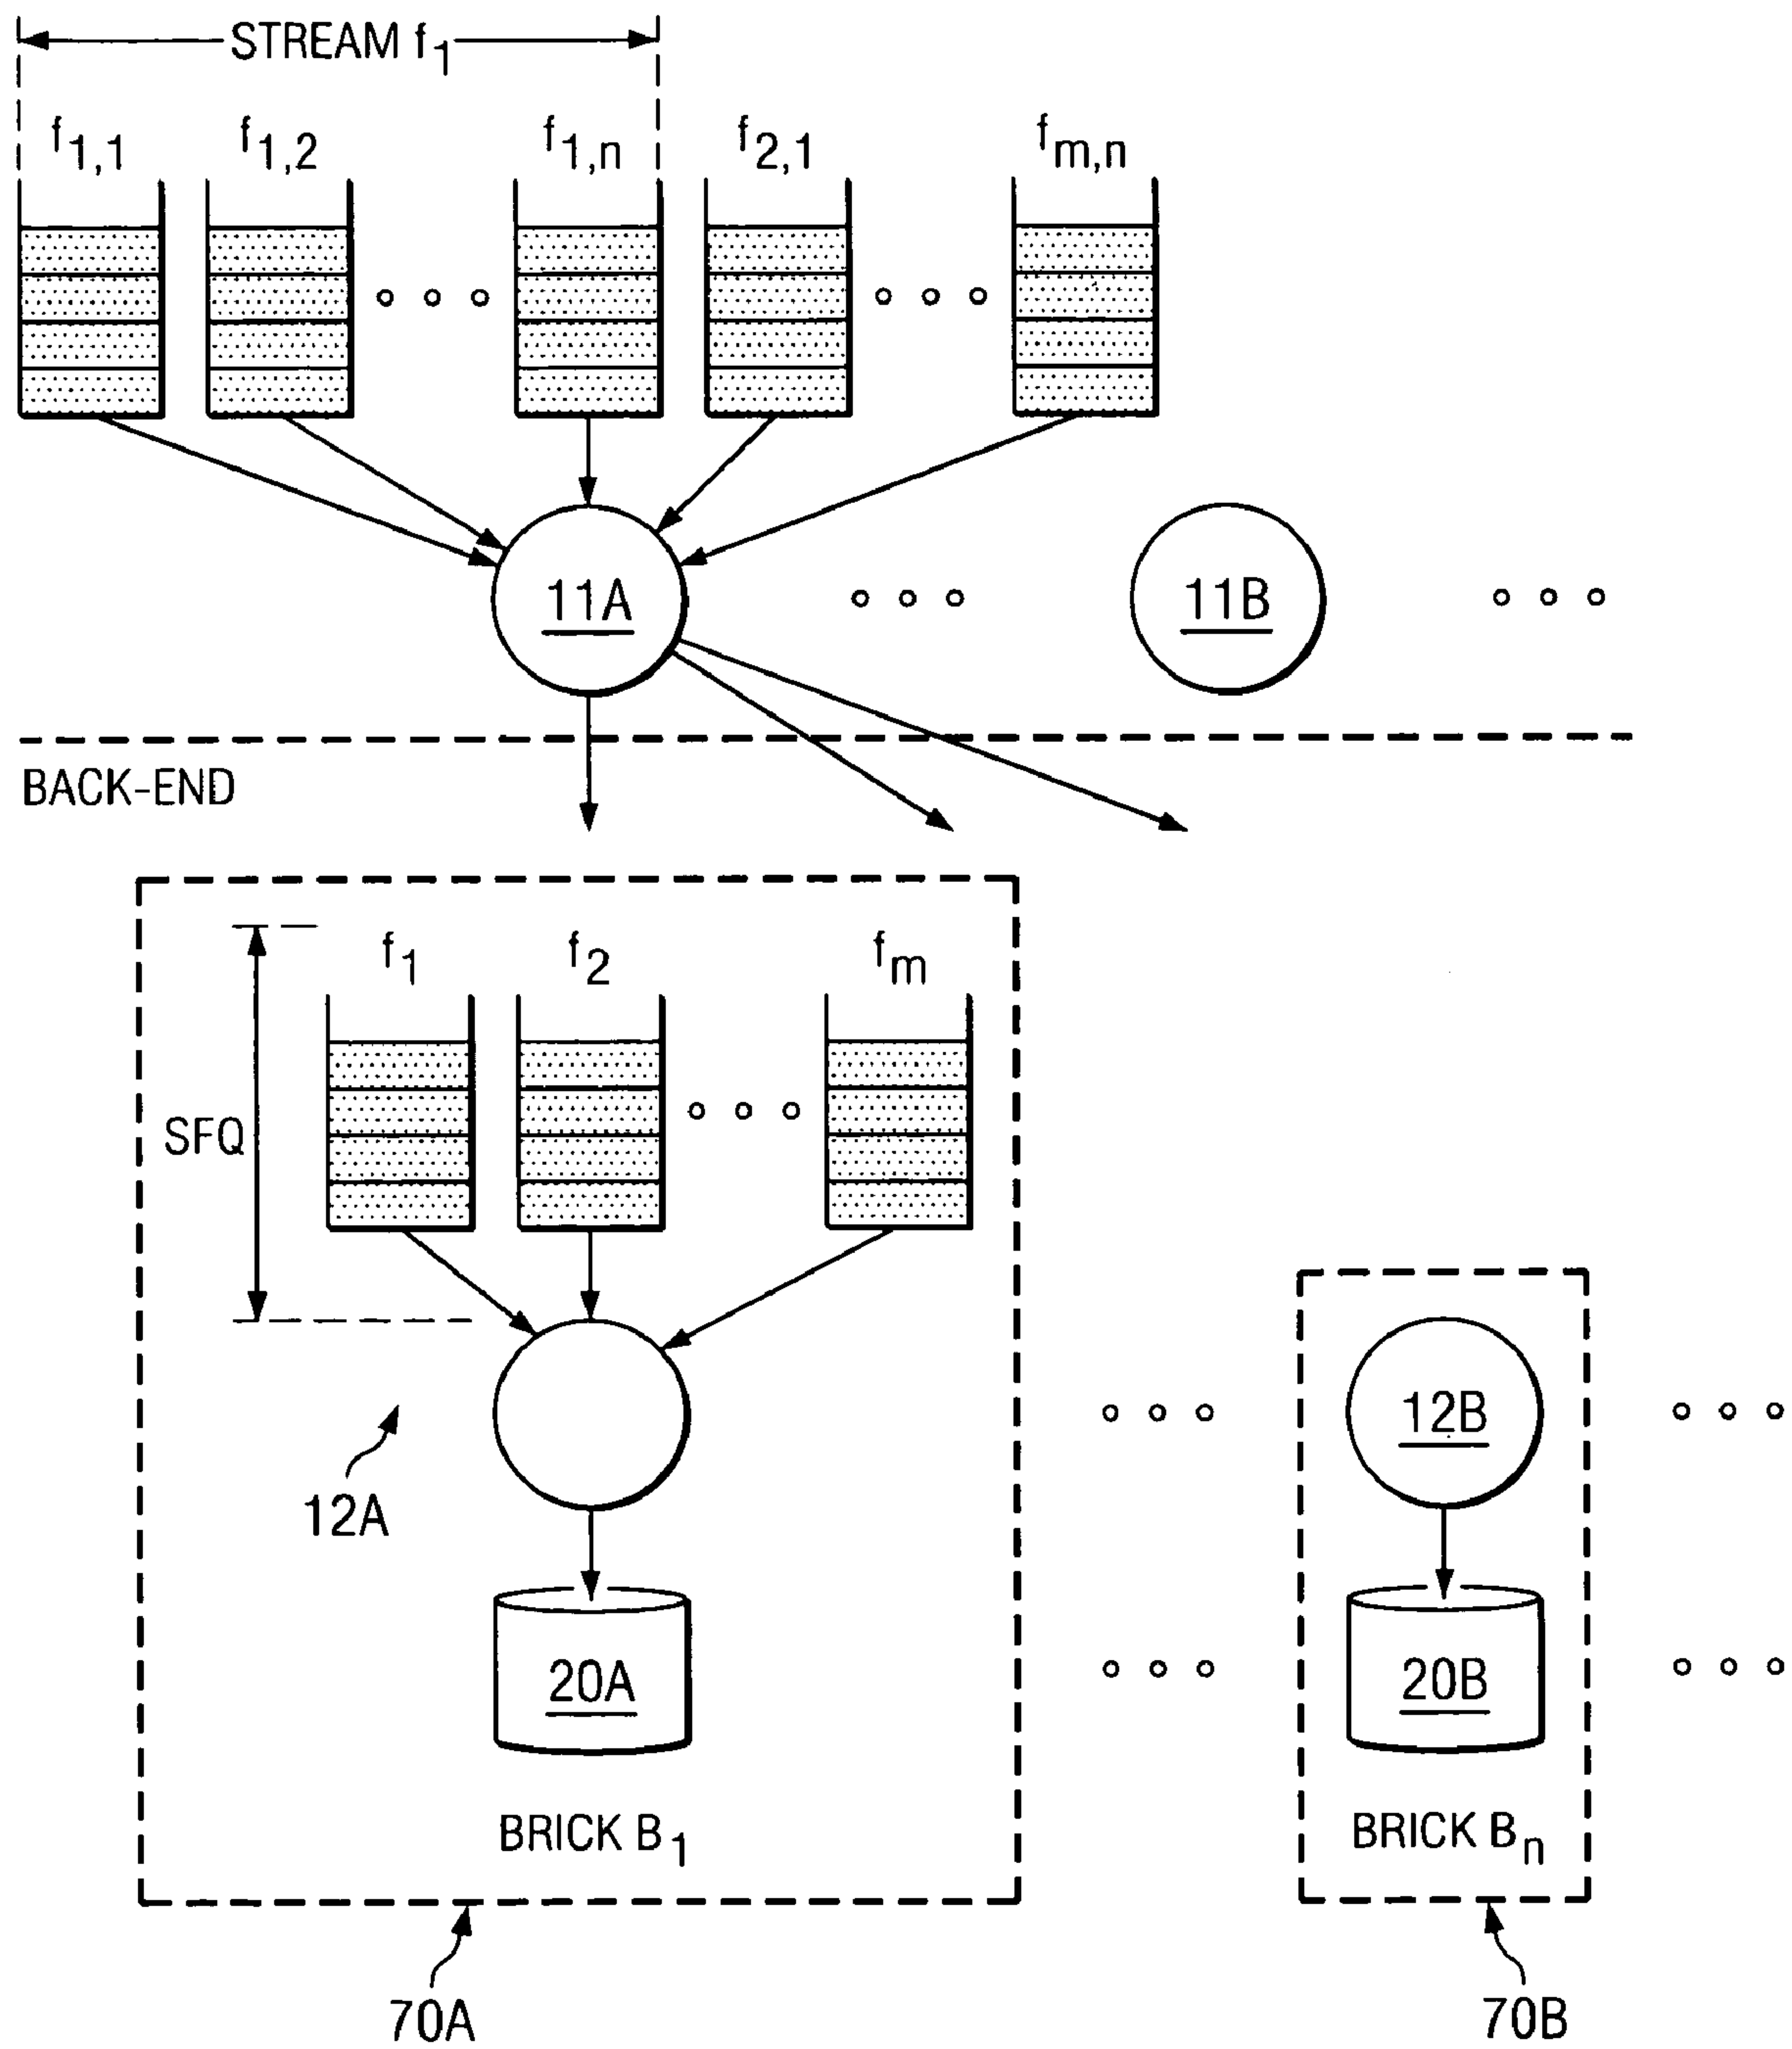 STREAM f1
f1,1 f1,2 f1,n f2,1 fm,n
11A 11B
BACK-END
f1 f2 fm
SFQ
12B
12A
20A 20B
BRICK B1 BRICK Bn
70A 70B